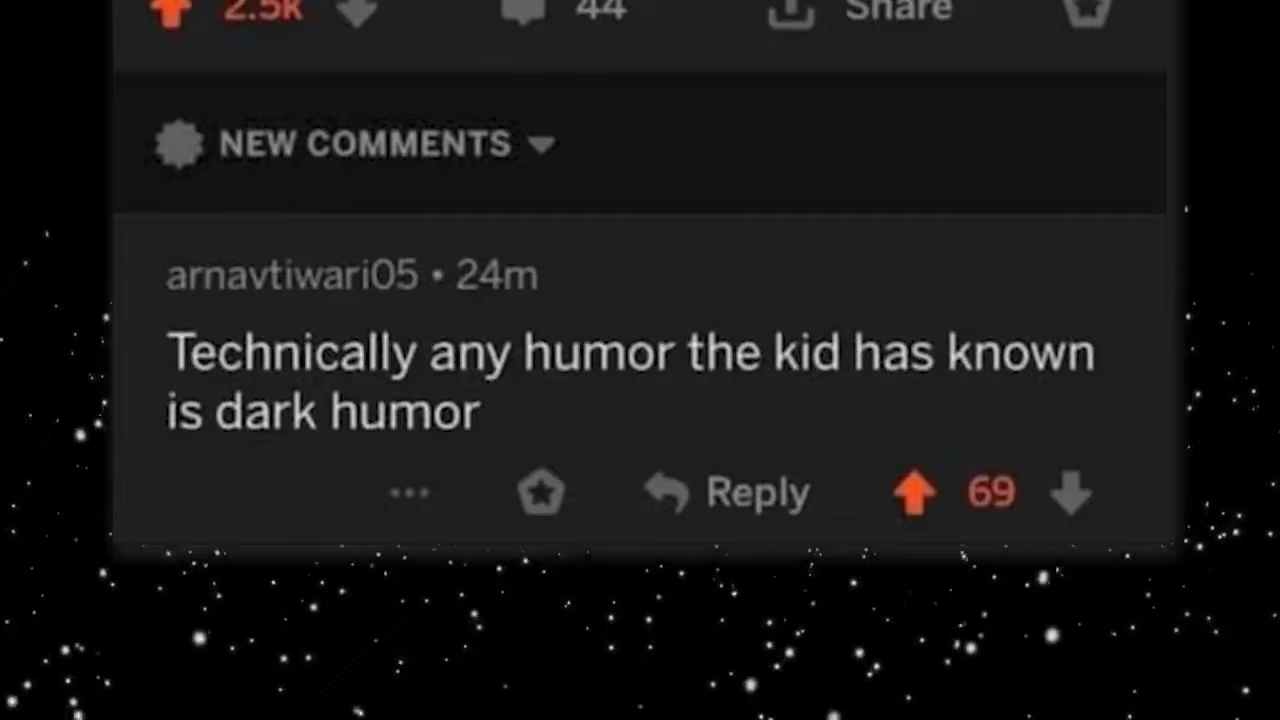 2.5k 44 Share
NEW COMMENTS
arnavtiwari05 • 24m
Technically any humor the kid has known
is dark humor
... Reply 69